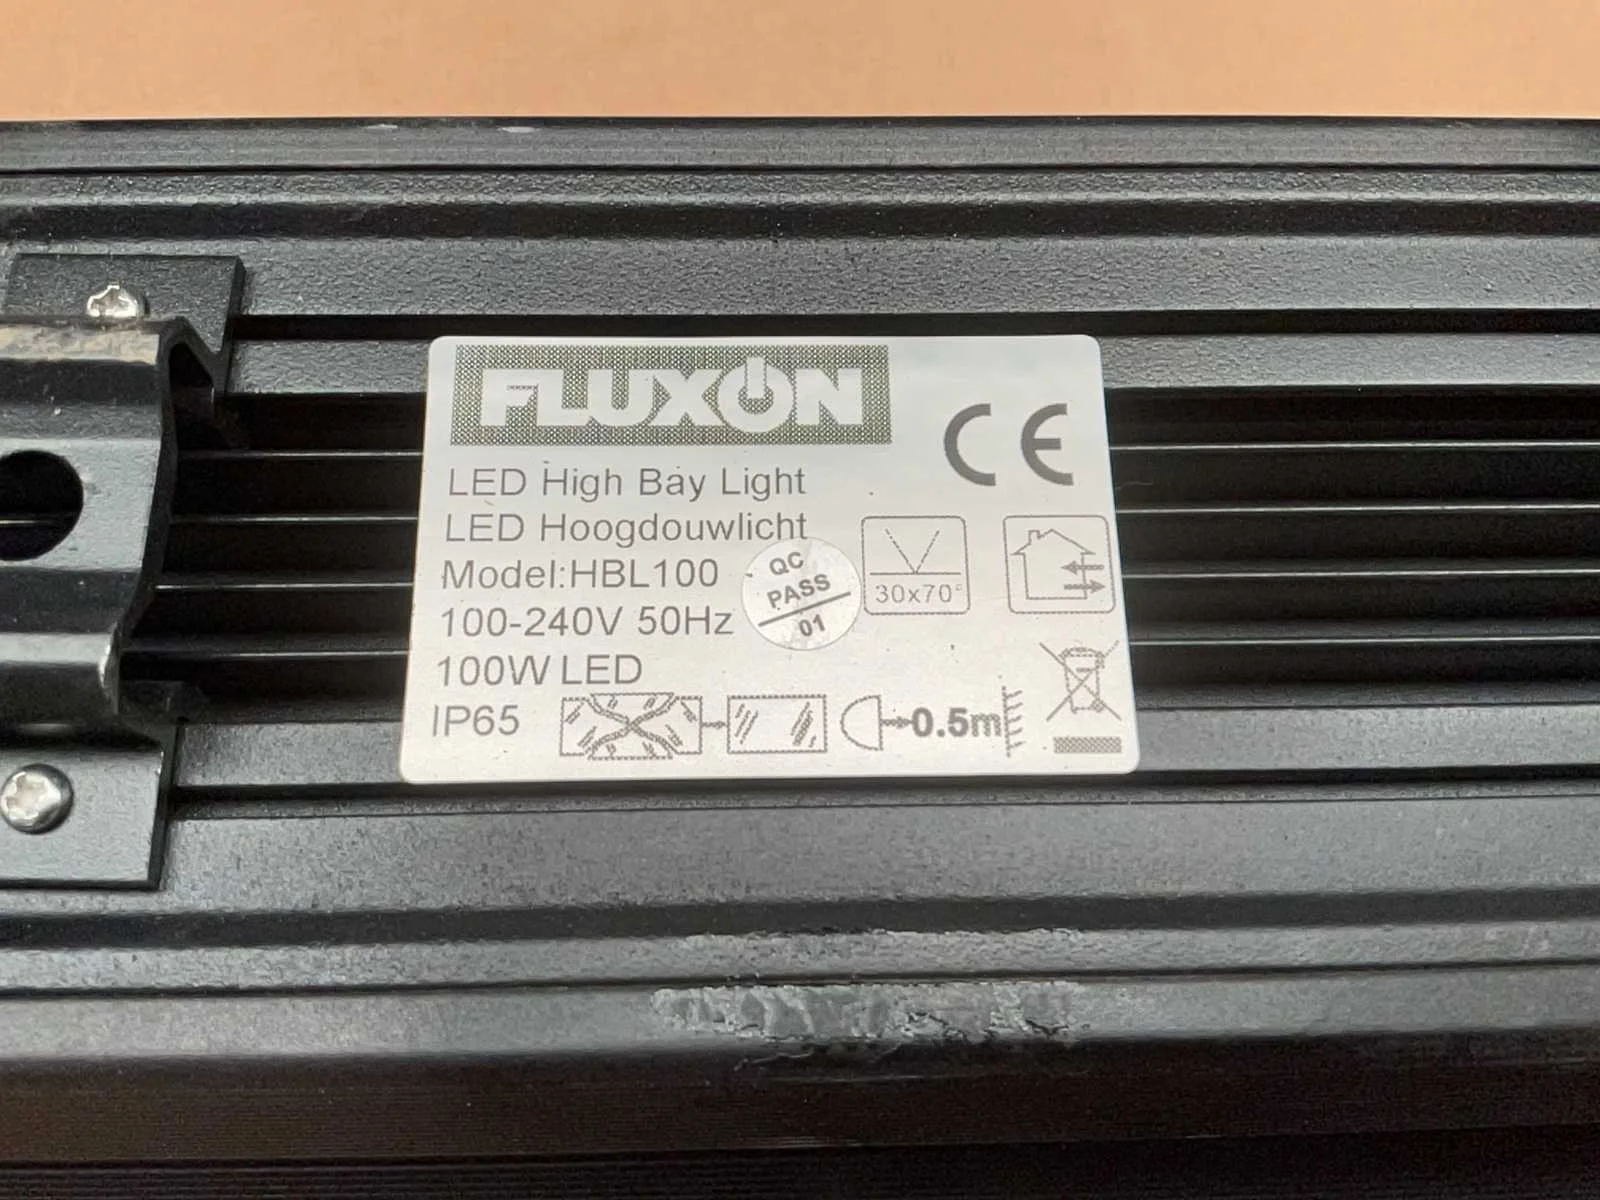 FLUXON
CE
LED High Bay Light
LED Hoogdouwlicht
Model:HBL100
100-240V 50Hz
100W LED
IP65
QC
PASS
01
30x70°
0.5m